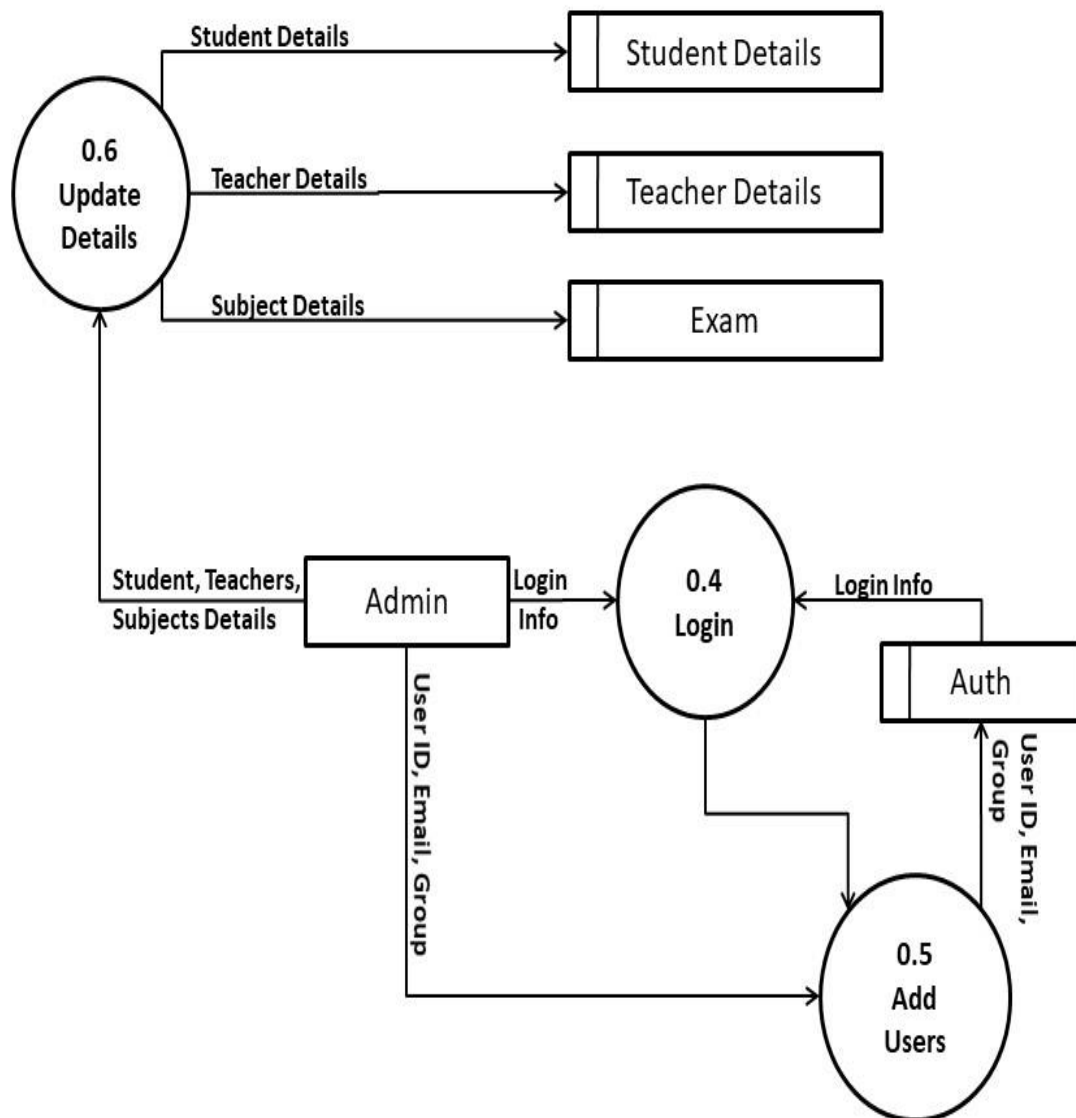 Student Details
Student Details
0.6
Update
Details
Teacher Details
Teacher Details
Subject Details
Exam
Student, Teachers,
Subjects Details
Admin
Login
Info
0.4
Login
Login Info
Auth
User ID, Email, Group
User ID, Email,
Group
0.5
Add
Users